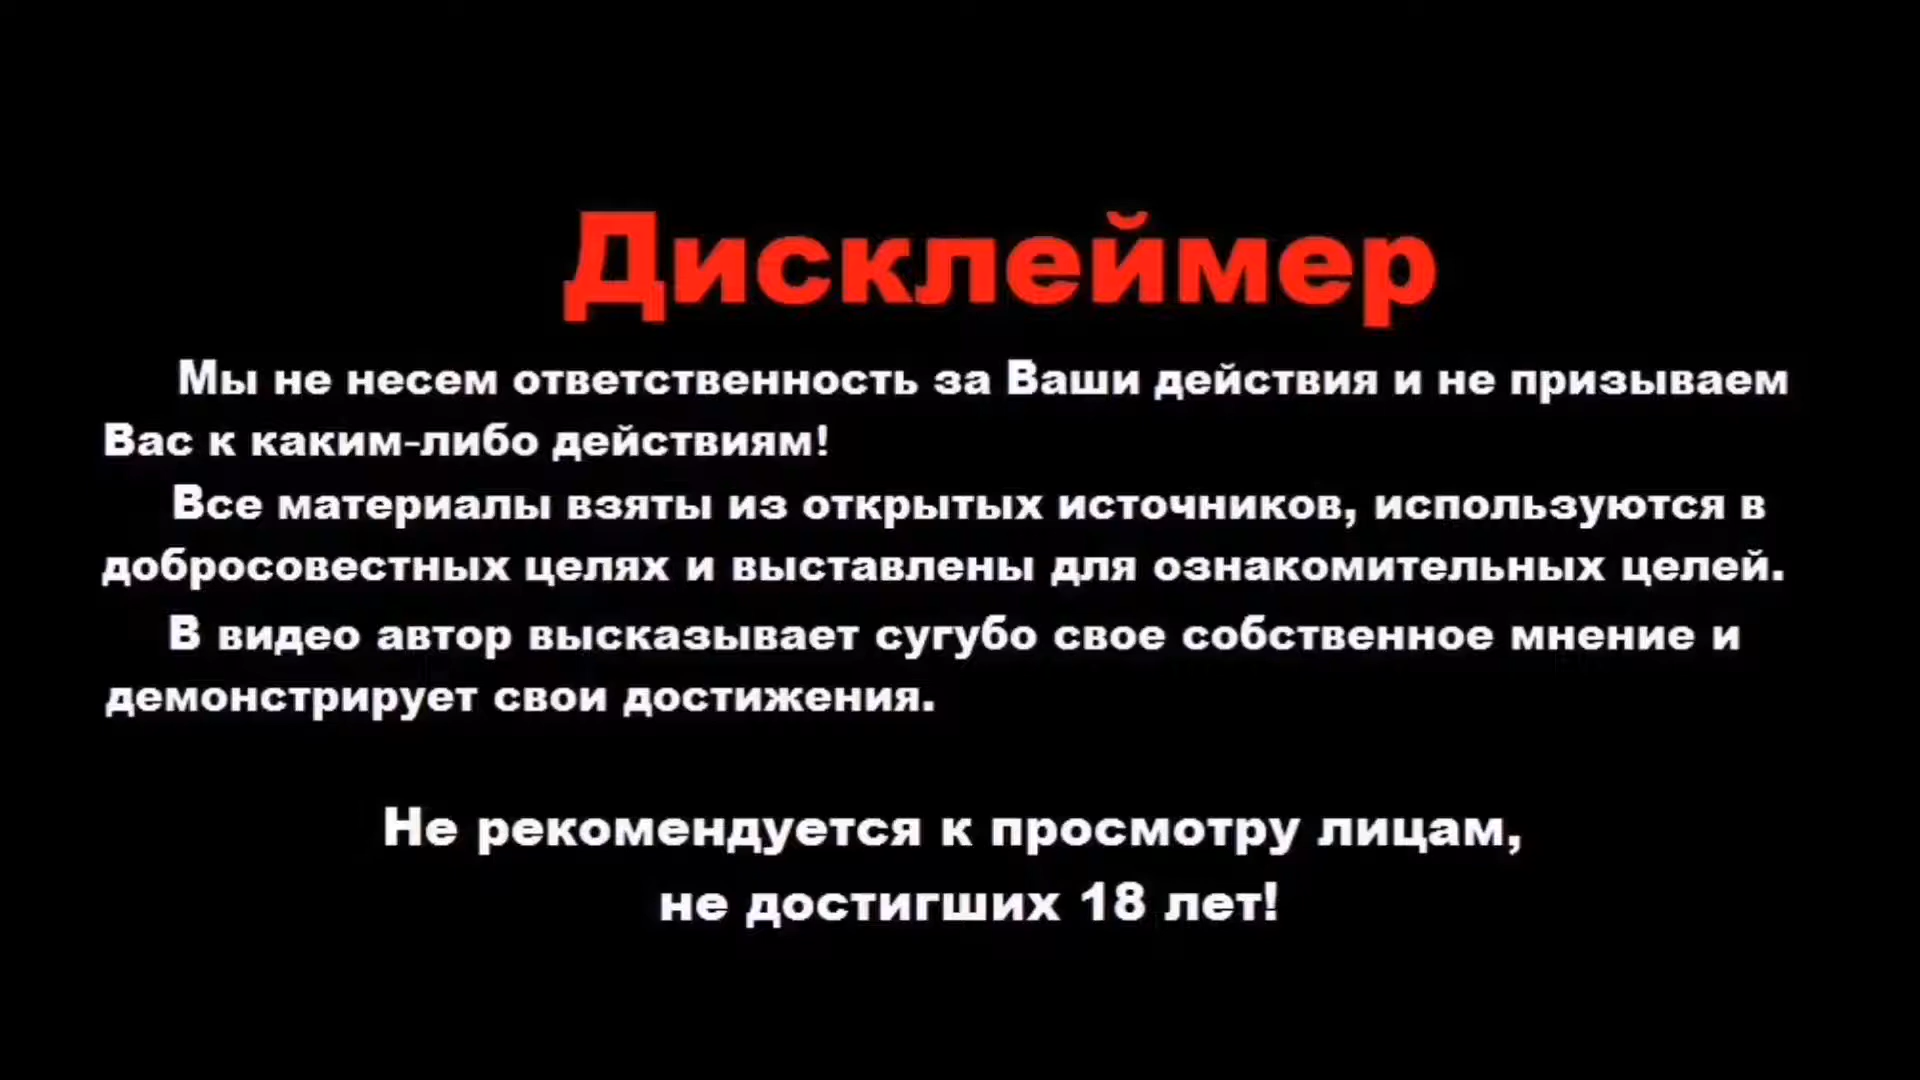 Дисклеймер
Мы не несем ответственность за Ваши действия и не призываем
Вас к каким-либо действиям!
Все материалы взяты из открытых источников, используются в
добросовестных целях и выставлены для ознакомительных целей.
В видео автор высказывает сугубо свое собственное мнение и
демонстрирует свои достижения.
Не рекомендуется к просмотру лицам,
не достигших 18 лет!